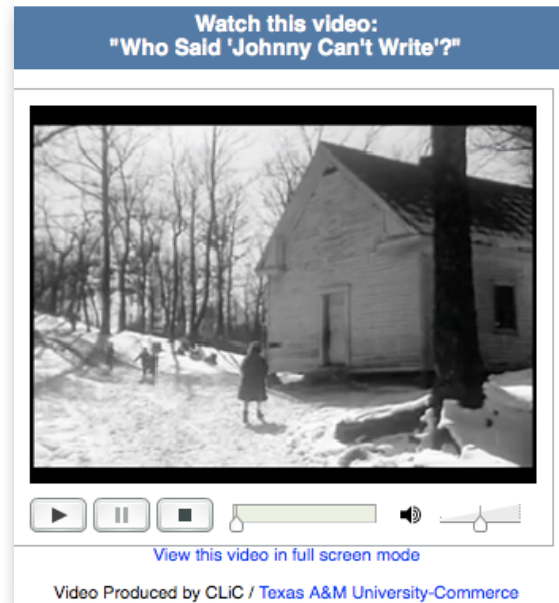 Watch this video:
"Who Said 'Johnny Can't Write'?"
View this video in full screen mode
Video Produced by CLiC / Texas A&M University-Commerce